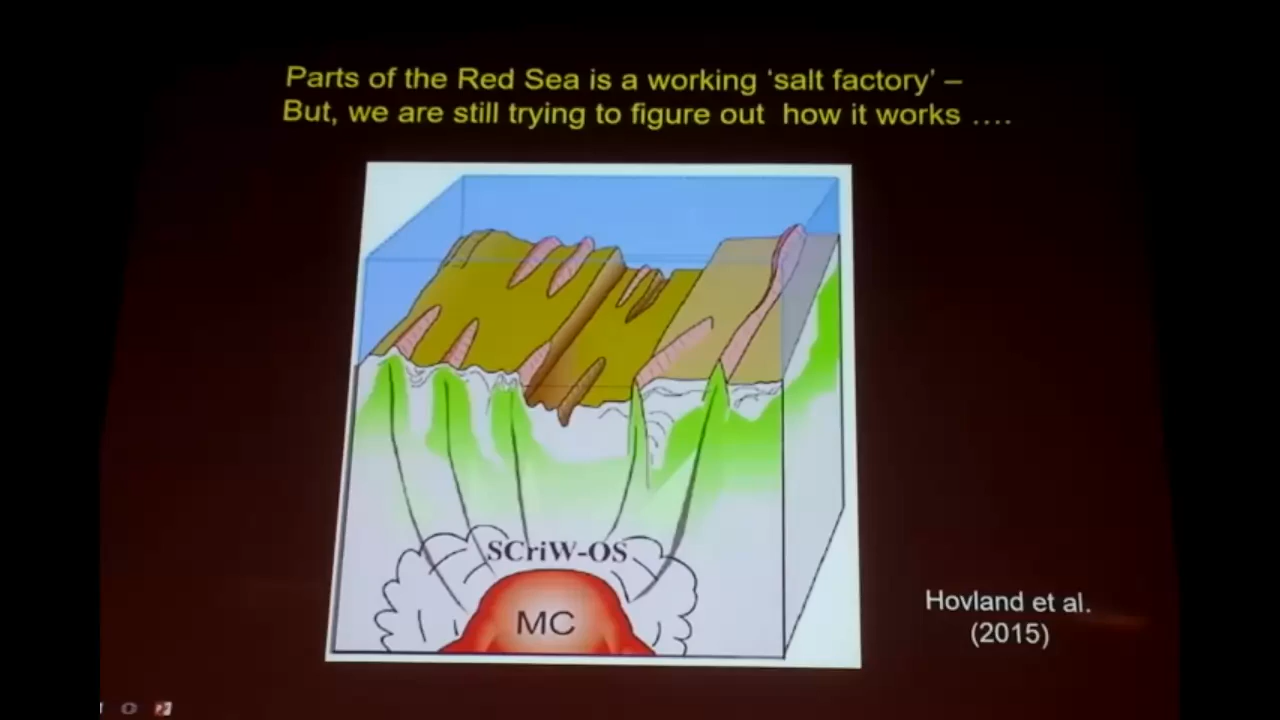 Parts of the Red Sea is a working ‘salt factory’ –
But, we are still trying to figure out how it works ....
SCriW-OS
MC
Hovland et al.
(2015)